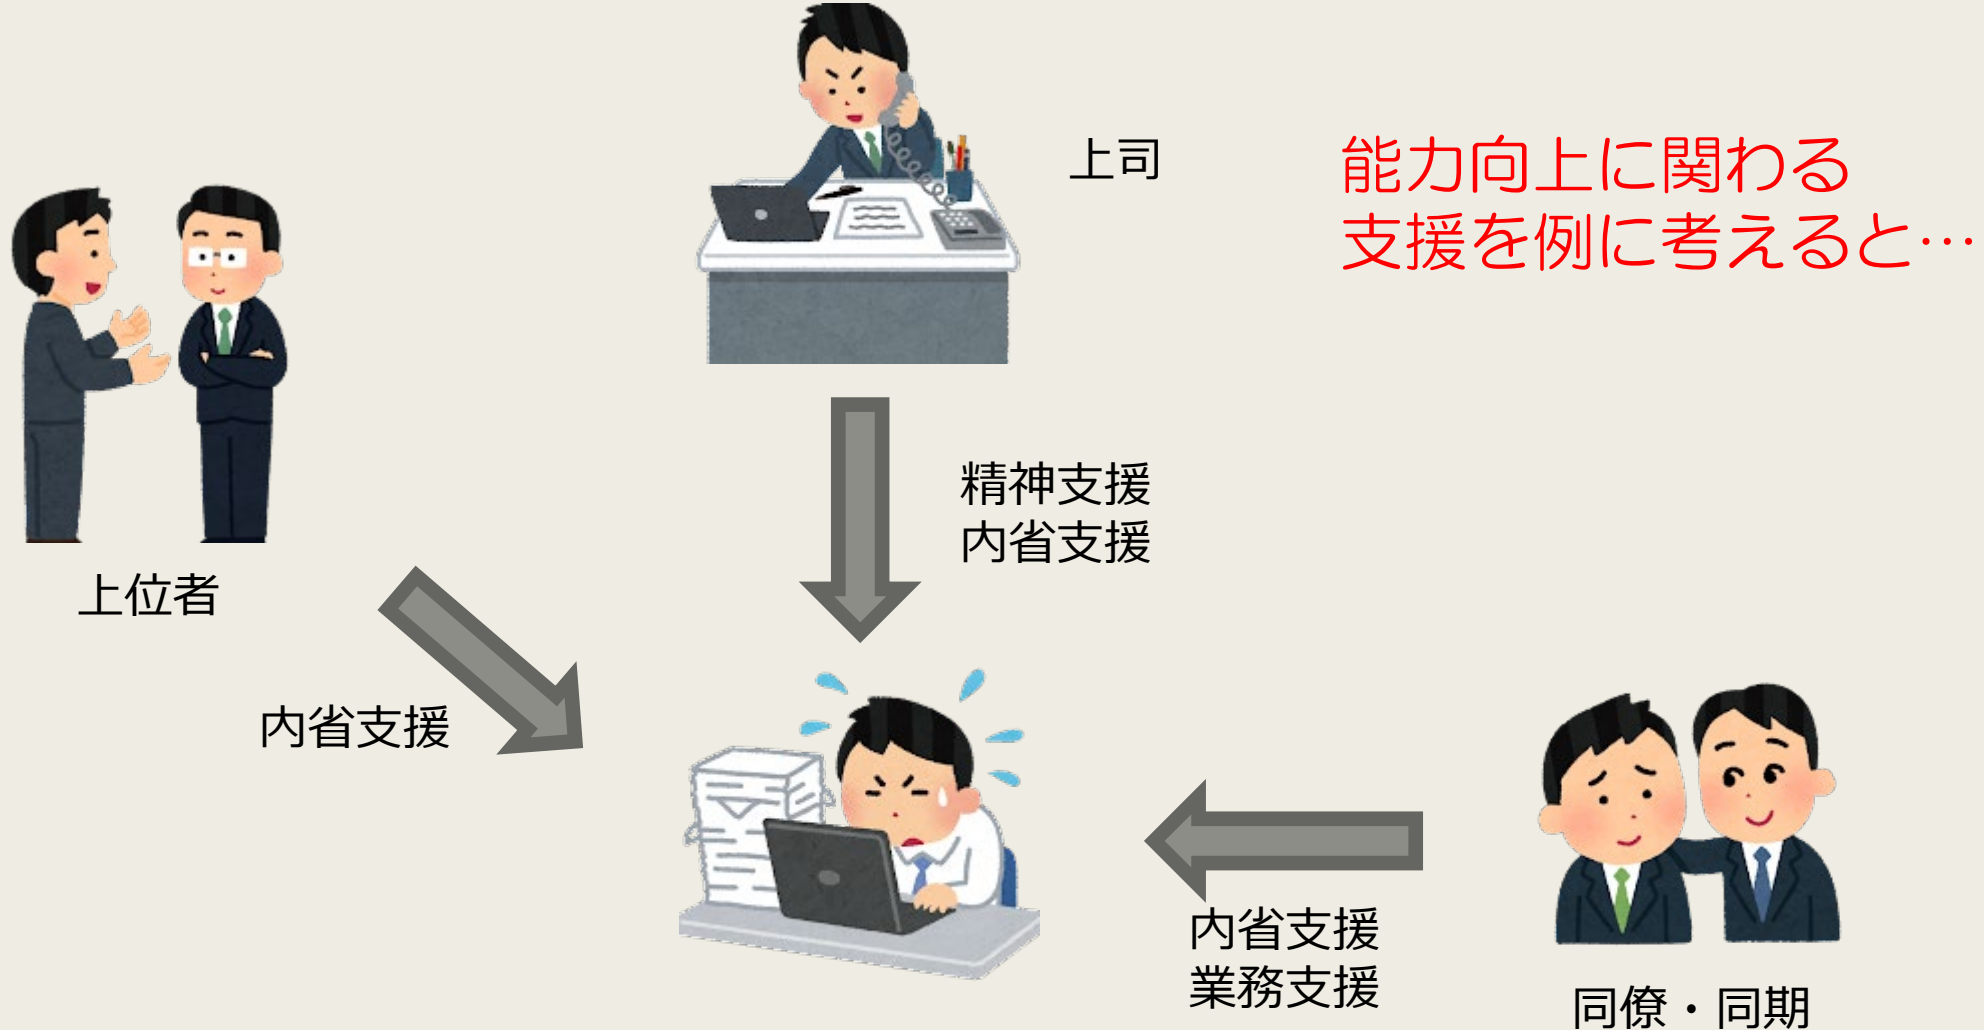 上司
能力向上に関わる
支援を例に考えると…
精神支援
内省支援
上位者
内省支援
内省支援
業務支援
同僚・同期